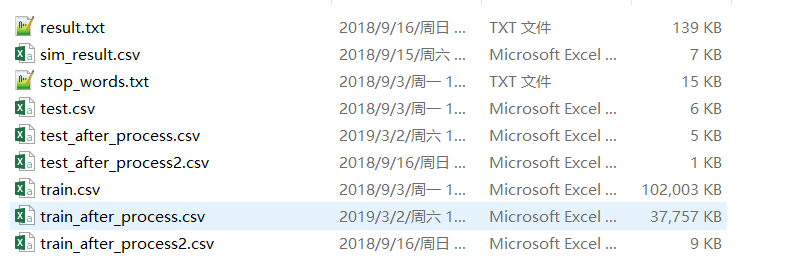 result.txt 2018/9/16/周日 ... TXT 文件 139 KB
sim_result.csv 2018/9/15/周六 ... Microsoft Excel ... 7 KB
stop_words.txt 2018/9/3/周一 1... TXT 文件 15 KB
test.csv 2018/9/3/周一 1... Microsoft Excel ... 6 KB
test_after_process.csv 2019/3/2/周六 1... Microsoft Excel ... 5 KB
test_after_process2.csv 2018/9/16/周日 ... Microsoft Excel ... 1 KB
train.csv 2018/9/3/周一 1... Microsoft Excel ... 102,003 KB
train_after_process.csv 2019/3/2/周六 1... Microsoft Excel ... 37,757 KB
train_after_process2.csv 2018/9/16/周日 ... Microsoft Excel ... 9 KB